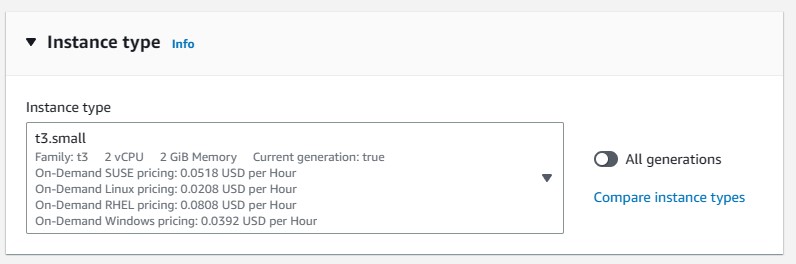 Instance type Info
Instance type
t3.small
Family: t3 2 vCPU 2 GiB Memory Current generation: true
On-Demand SUSE pricing: 0.0518 USD per Hour
On-Demand Linux pricing: 0.0208 USD per Hour
On-Demand RHEL pricing: 0.0808 USD per Hour
On-Demand Windows pricing: 0.0392 USD per Hour
All generations
Compare instance types